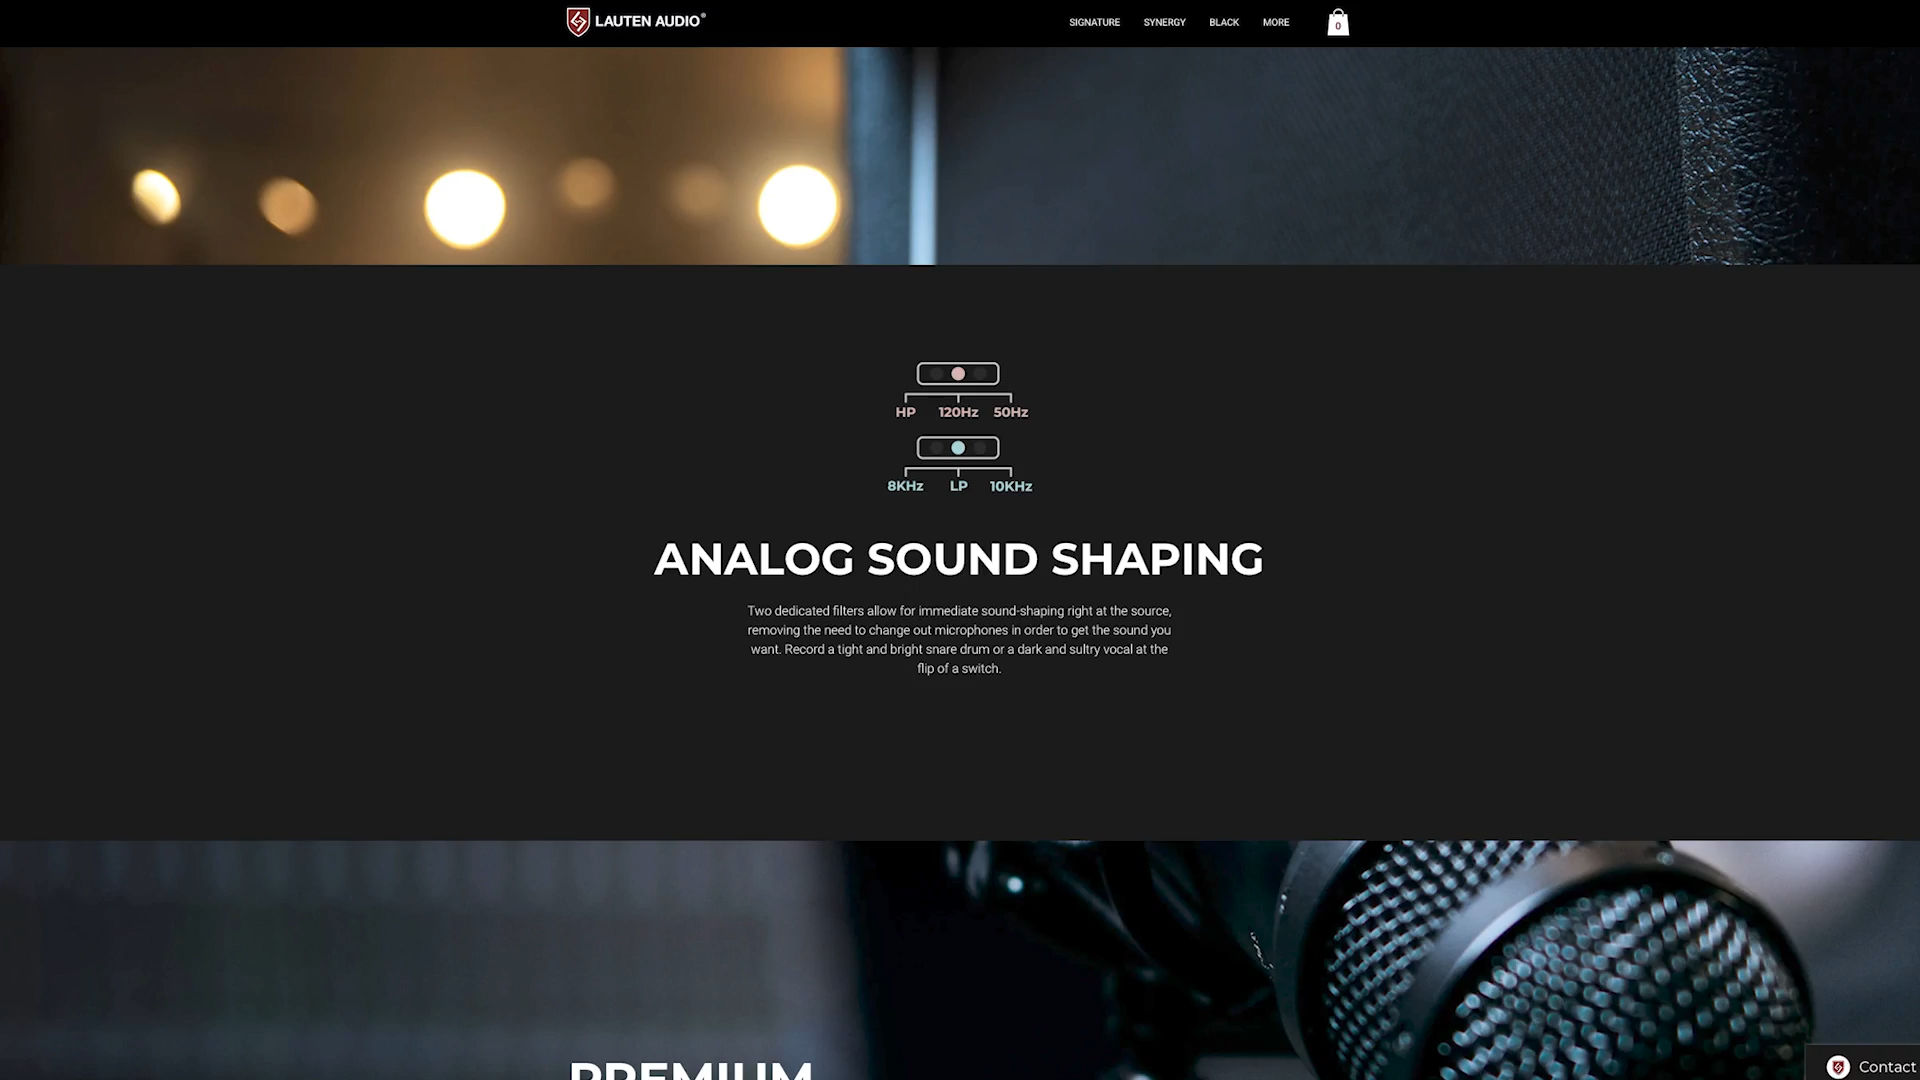 LAUTEN AUDIO®
SIGNATURE SYNERGY BLACK MORE 0
HP 120Hz 50Hz
8KHz LP 10KHz
ANALOG SOUND SHAPING
Two dedicated filters allow for immediate sound-shaping right at the source,
removing the need to change out microphones in order to get the sound you
want. Record a tight and bright snare drum or a dark and sultry vocal at the
flip of a switch.
PREMIUM
Contact